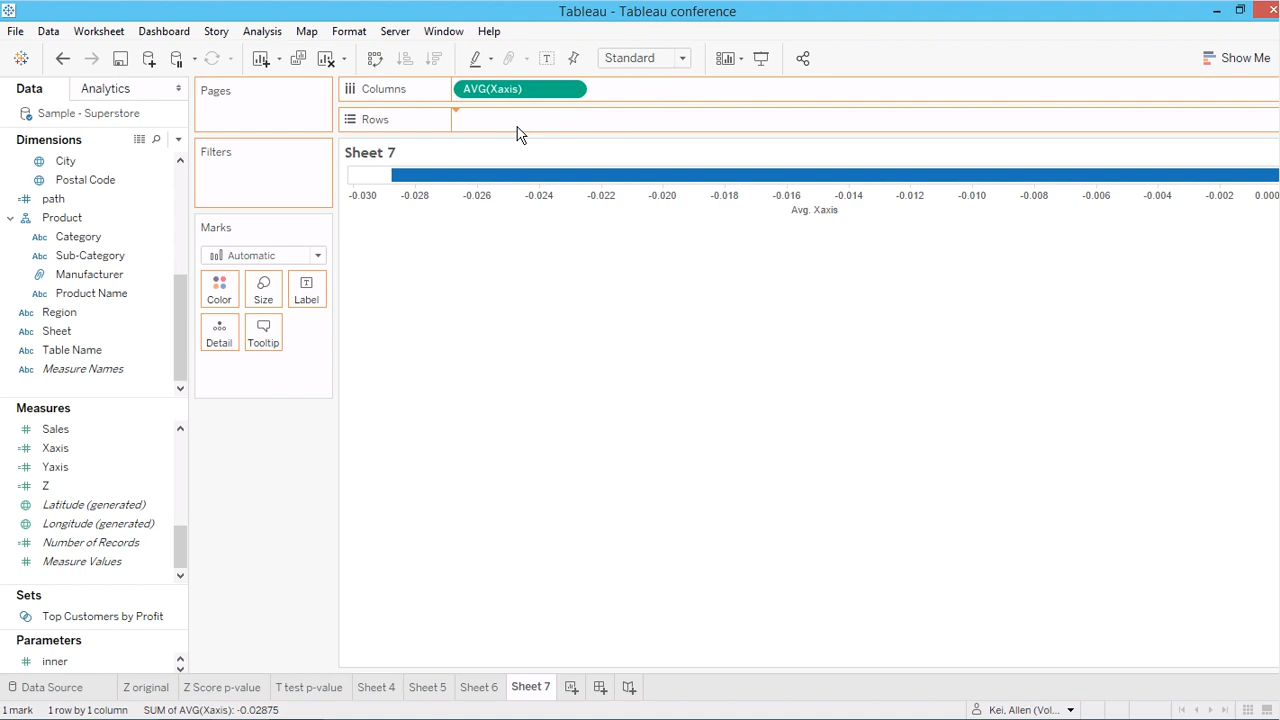 Tableau - Tableau conference
File Data Worksheet Dashboard Story Analysis Map Format Server Window Help
Standard
Show Me
Data Analytics
Pages
Columns AVG(Xaxis)
Sample - Superstore
Rows
Dimensions
Filters
Sheet 7
City
Postal Code
path
-0.030 -0.028 -0.026 -0.024 -0.022 -0.020 -0.018 -0.016 -0.014 -0.012 -0.010 -0.008 -0.006 -0.004 -0.002 0.000
Avg. Xaxis
Product
Marks
Abc Category
Abc Sub-Category
Automatic
Manufacturer
Abc Product Name
Color Size Label
Abc Region
Abc Sheet
Detail Tooltip
Abc Table Name
Abc Measure Names
Measures
Sales
Xaxis
Yaxis
Z
Latitude (generated)
Longitude (generated)
Number of Records
Measure Values
Sets
Top Customers by Profit
Parameters
inner
Data Source Z original Z Score p-value T test p-value Sheet 4 Sheet 5 Sheet 6 Sheet 7
1 mark 1 row by 1 column SUM of AVG(Xaxis): -0.02875 Kei, Allen (Vol...